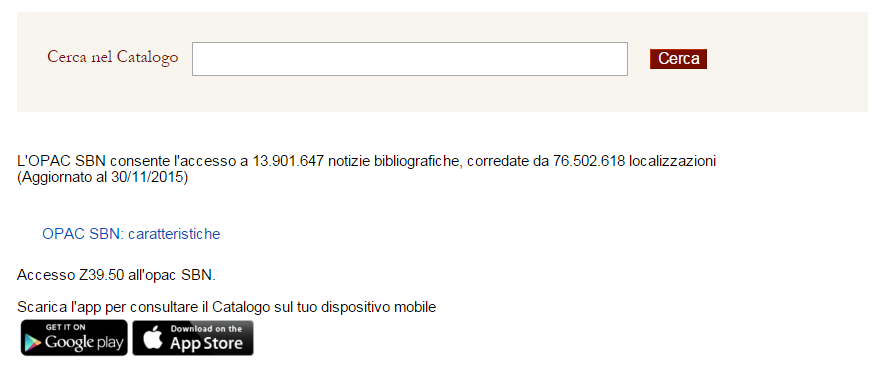 Cerca nel Catalogo
Cerca
L'OPAC SBN consente l'accesso a 13.901.647 notizie bibliografiche, corredate da 76.502.618 localizzazioni
(Aggiornato al 30/11/2015)
OPAC SBN: caratteristiche
Accesso Z39.50 all'opac SBN.
Scarica l'app per consultare il Catalogo sul tuo dispositivo mobile
GET IT ON
Google play
Download on the
App Store